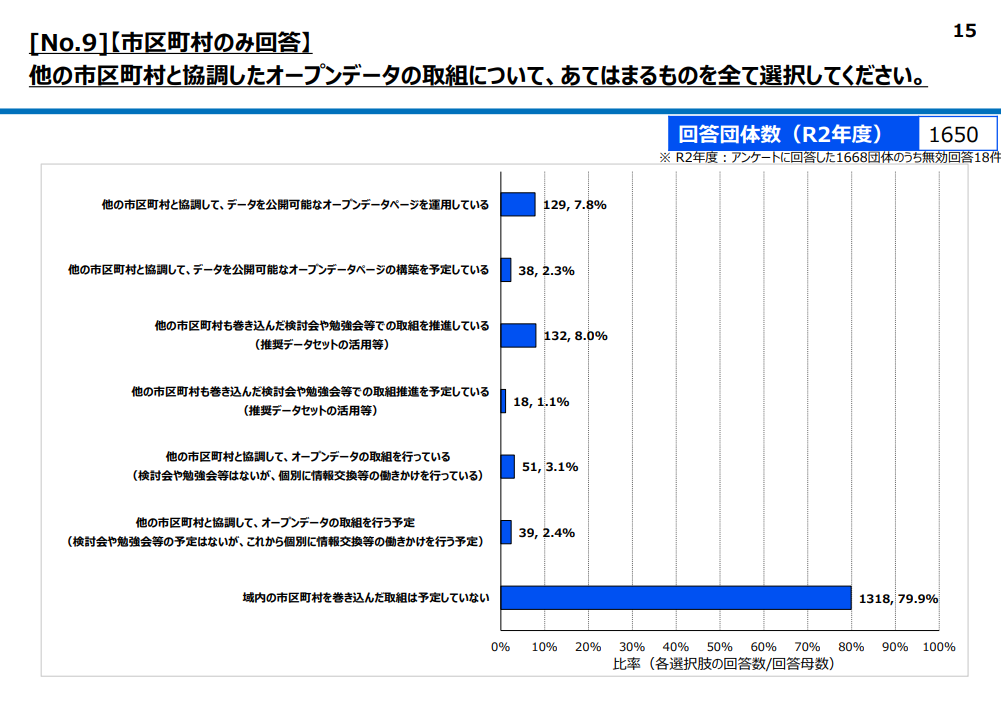 15
[No.9]【市区町村のみ回答】
他の市区町村と協調したオープンデータの取組について、あてはまるものを全て選択してください。
回答団体数（R2年度） 1650
※ R2年度：アンケートに回答した1668団体のうち無効回答18件
他の市区町村と協調して、データを公開可能なオープンデータページを運用している 129, 7.8%
他の市区町村と協調して、データを公開可能なオープンデータページの構築を予定している 38, 2.3%
他の市区町村も巻き込んだ検討会や勉強会等での取組を推進している
（推奨データセットの活用等）
132, 8.0%
他の市区町村も巻き込んだ検討会や勉強会等での取組推進を予定している
（推奨データセットの活用等）
18, 1.1%
他の市区町村と協調して、オープンデータの取組を行っている
（検討会や勉強会等はないが、個別に情報交換等の働きかけを行っている）
51, 3.1%
他の市区町村と協調して、オープンデータの取組を行う予定
（検討会や勉強会等の予定はないが、これから個別に情報交換等の働きかけを行う予定）
39, 2.4%
域内の市区町村を巻き込んだ取組は予定していない 1318, 79.9%
0% 10% 20% 30% 40% 50% 60% 70% 80% 90% 100%
比率（各選択肢の回答数/回答母数）